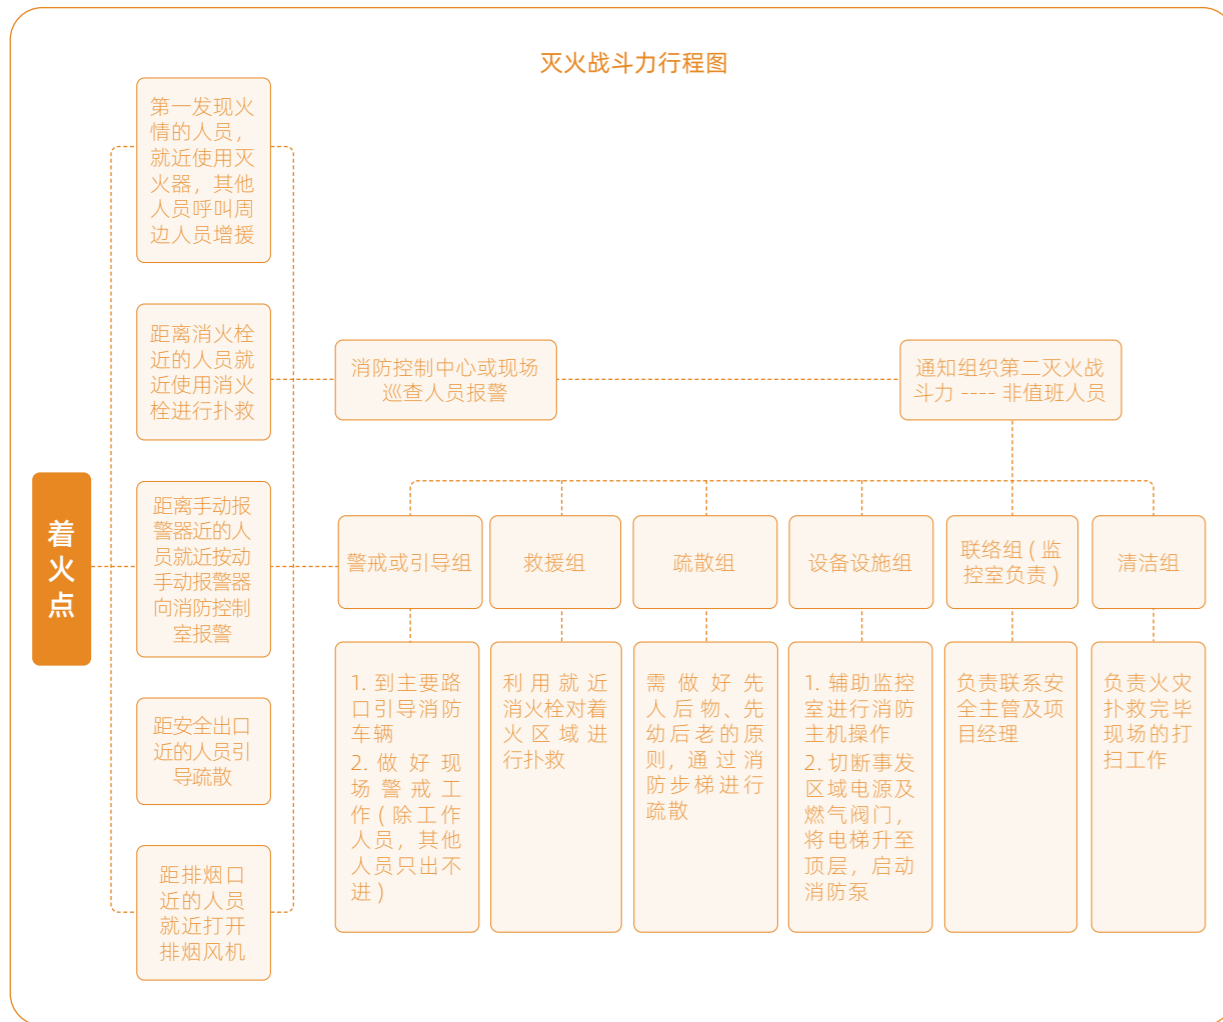 灭火战斗力行程图
着
火
点
第一发现火
情的人员，
就近使用灭
火器，其他
人员呼叫周
边人员增援
距离消火栓
近的人员就
近使用消火
栓进行扑救
距离手动报
警器近的人
员就近按动
手动报警器
向消防控制
室报警
距安全出口
近的人员引
导疏散
距排烟口
近的人员
就近打开
排烟风机
消防控制中心或现场
巡查人员报警
通知组织第二灭火战
斗力 ---- 非值班人员
警戒或引导组
救援组
疏散组
设备设施组
联络组 ( 监
控室负责 )
清洁组
1. 到主要路
口引导消防
车辆
2. 做好现
场警戒工
作 ( 除工作
人员，其他
人员只出不
进 )
利用就近
消火栓对着
火区域进
行扑救
需做好先
人后物、先
幼后老的原
则，通过消
防步梯进行
疏散
1. 辅助监控
室进行消防
主机操作
2. 切断事发
区域电源及
燃气阀门，
将电梯升至
顶层，启动
消防泵
负责联系安
全主管及项
目经理
负责火灾
扑救完毕
现场的打
扫工作